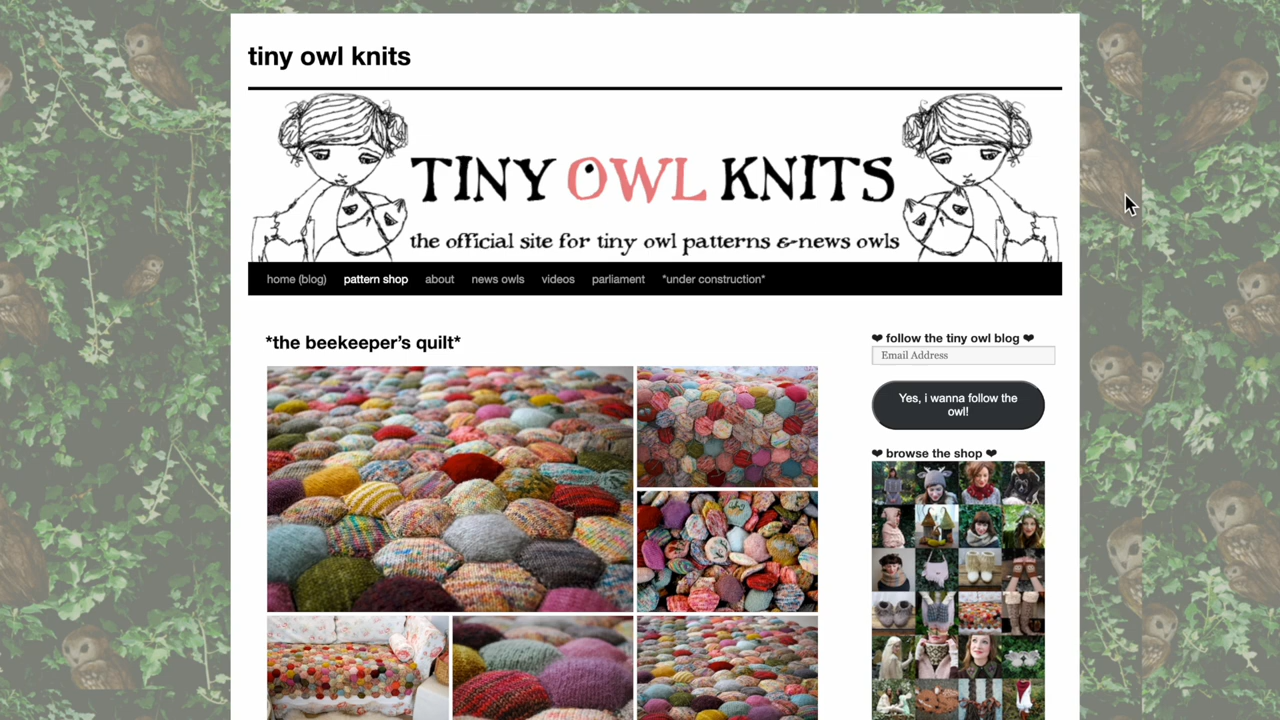 tiny owl knits
TINY OWL KNITS
the official site for tiny owl patterns &-news owls
home (blog) pattern shop about news owls videos parliament *under construction*
*the beekeeper's quilt*
❤ follow the tiny owl blog ❤
Email Address
Yes, i wanna follow the
owl!
❤ browse the shop ❤